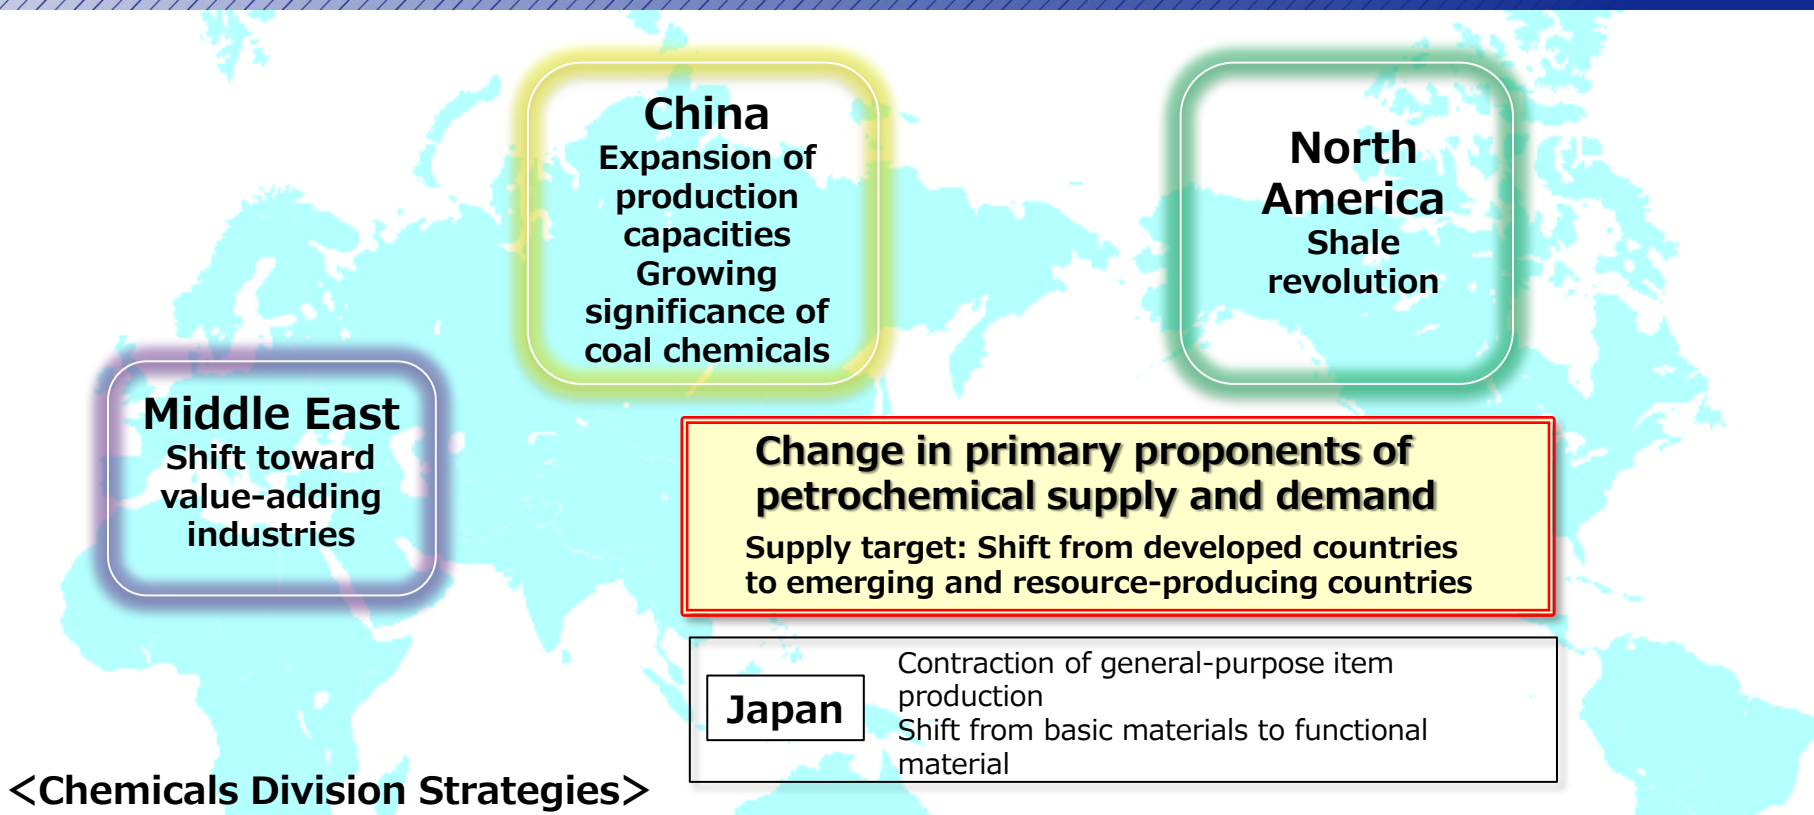 China
Expansion of
production
capacities
Growing
significance of
coal chemicals
North
America
Shale
revolution
Middle East
Shift toward
value-adding
industries
Change in primary proponents of
petrochemical supply and demand
Supply target: Shift from developed countries
to emerging and resource-producing countries
Japan
Contraction of general-purpose item
production
Shift from basic materials to functional
material
<Chemicals Division Strategies>